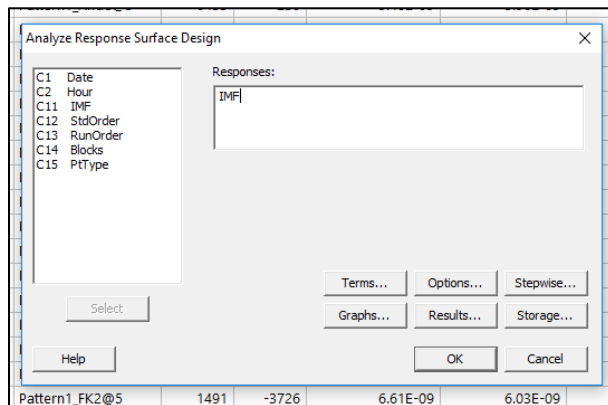 Analyze Response Surface Design
C1 Date
C2 Hour
C11 IMF
C12 StdOrder
C13 RunOrder
C14 Blocks
C15 PtType
Responses:
IMF
Terms... Options... Stepwise...
Select
Graphs... Results... Storage...
Help OK Cancel
Pattern1_FK2@5 1491 -3726 6.61E-09 6.03E-09